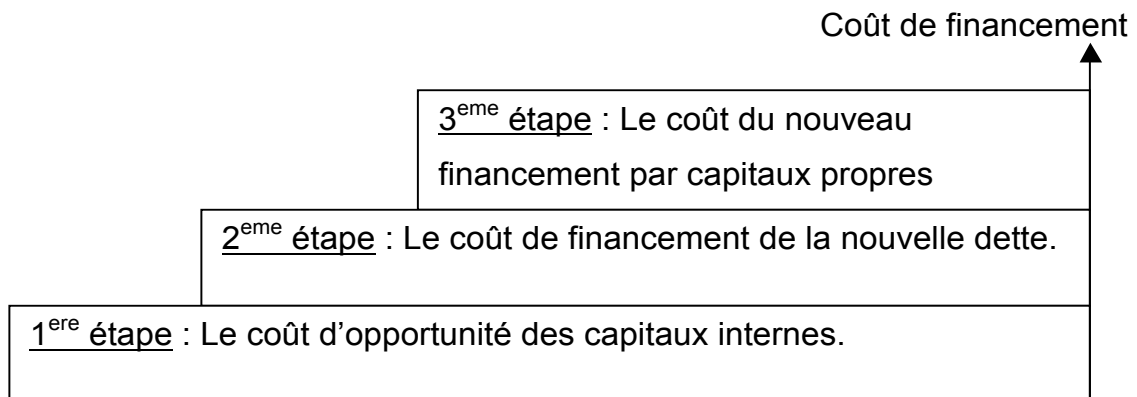 Coût de financement
3eme étape : Le coût du nouveau
financement par capitaux propres
2eme étape : Le coût de financement de la nouvelle dette.
1ere étape : Le coût d’opportunité des capitaux internes.